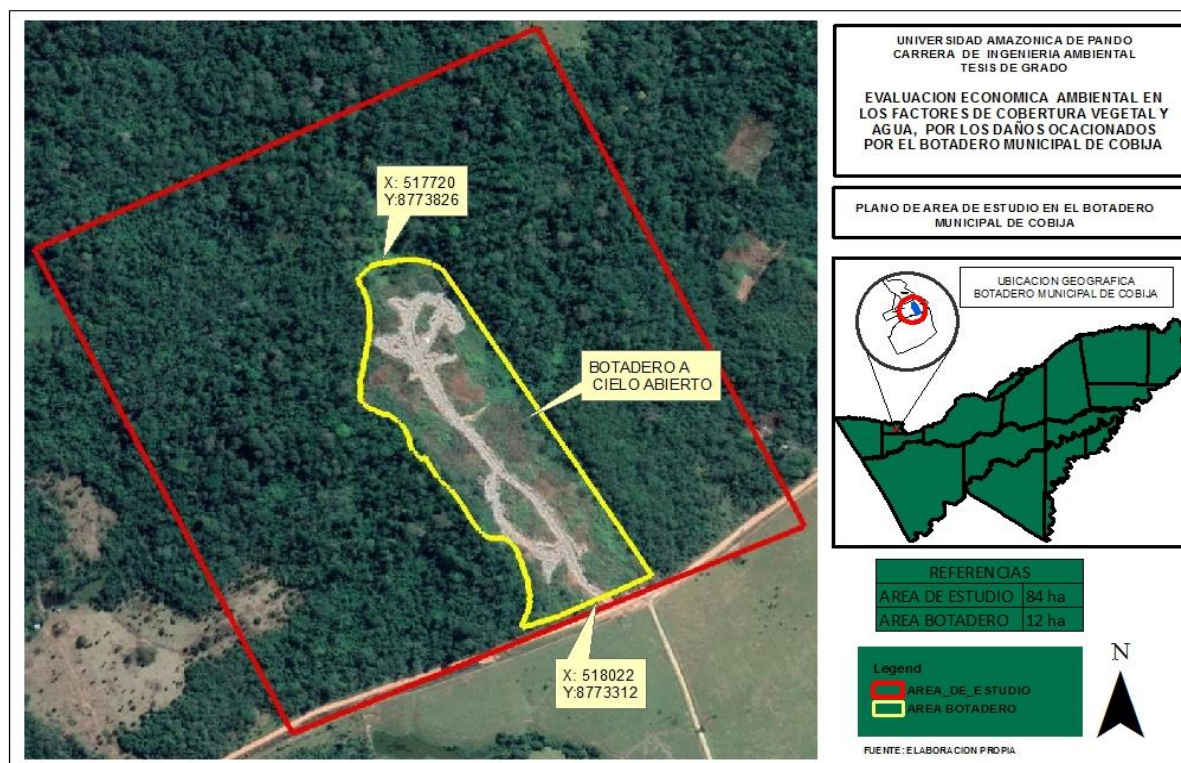 UNIVERSIDAD AMAZONICA DE PANDO
CARRERA DE INGENIERIA AMBIENTAL
TESIS DE GRADO
EVALUACION ECONOMICA AMBIENTAL EN
LOS FACTORES DE COBERTURA VEGETAL Y
AGUA, POR LOS DAÑOS OCACIONADOS
POR EL BOTADERO MUNICIPAL DE COBIJA
PLANO DE AREA DE ESTUDIO EN EL BOTADERO
MUNICIPAL DE COBIJA
X: 517720
Y:8773826
BOTADERO A
CIELO ABIERTO
X: 518022
Y:8773312
UBICACION GEOGRAFICA
BOTADERO MUNICIPAL DE COBIJA
REFERENCIAS
AREA DE ESTUDIO 84 ha
AREA BOTADERO 12 ha
Legend
AREA_DE_ESTUDIO
AREA BOTADERO
N
FUENTE: ELABORACION PROPIA